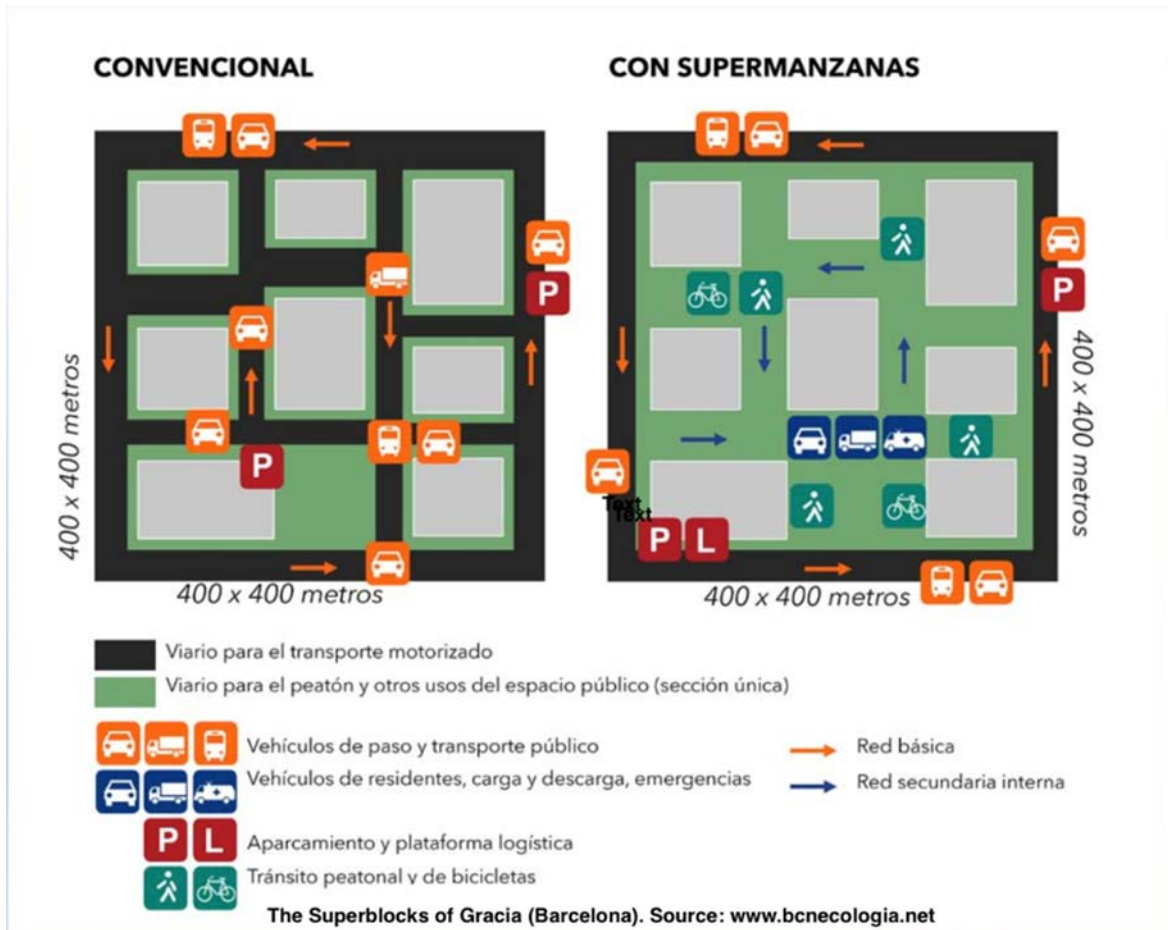 CONVENCIONAL
CON SUPERMANZANAS
P
P
400 x 400 metros
400 x 400 metros
P
P
400 x 400 metros
Text
Text
P L
400 x 400 metros
Viario para el transporte motorizado
Viario para el peatón y otros usos del espacio público (sección única)
Vehículos de paso y transporte público
Red básica
Vehículos de residentes, carga y descarga, emergencias
Red secundaria interna
P L
Aparcamiento y plataforma logística
Tránsito peatonal y de bicicletas
The Superblocks of Gracia (Barcelona). Source: www.bcnecologia.net